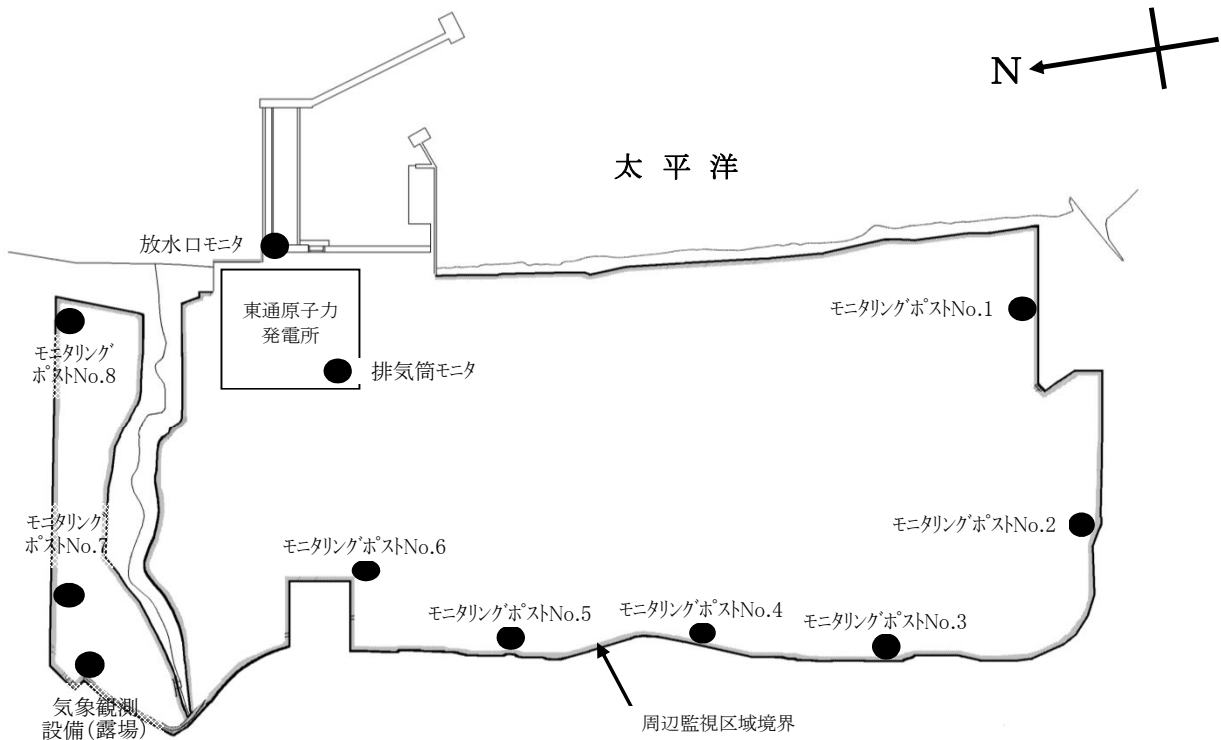 N
太平洋
放水口モニタ
東通原子力
発電所
モニタリングポストNo.1
モニタリング
ポストNo.8
排気筒モニタ
モニタリング
ポストNo.7
モニタリングポストNo.2
モニタリングポストNo.6
モニタリングポストNo.5
モニタリングポストNo.4
モニタリングポストNo.3
気象観測
設備(露場)
周辺監視区域境界